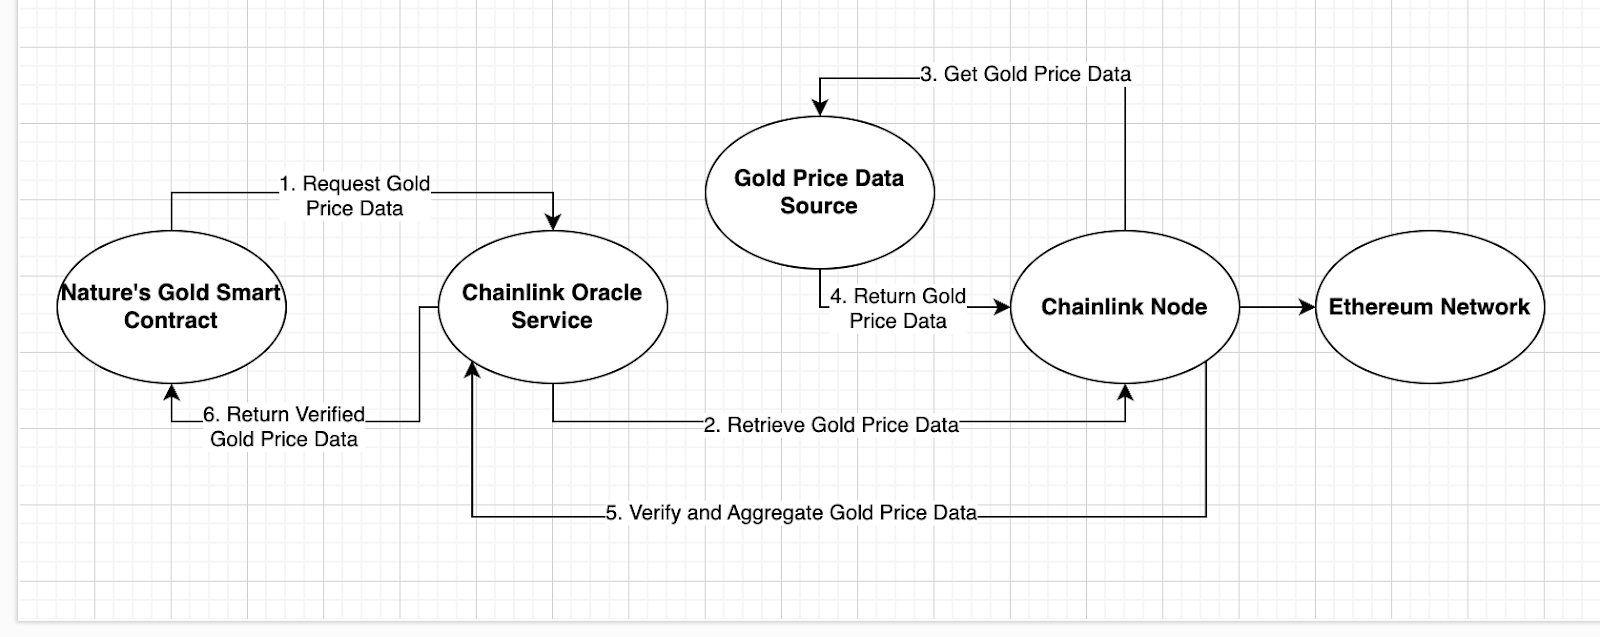 3. Get Gold Price Data
Gold Price Data
Source
1. Request Gold
Price Data
Nature's Gold Smart
Contract
Chainlink Oracle
Service
4. Return Gold
Price Data
Chainlink Node
Ethereum Network
6. Return Verified
Gold Price Data
2. Retrieve Gold Price Data
5. Verify and Aggregate Gold Price Data